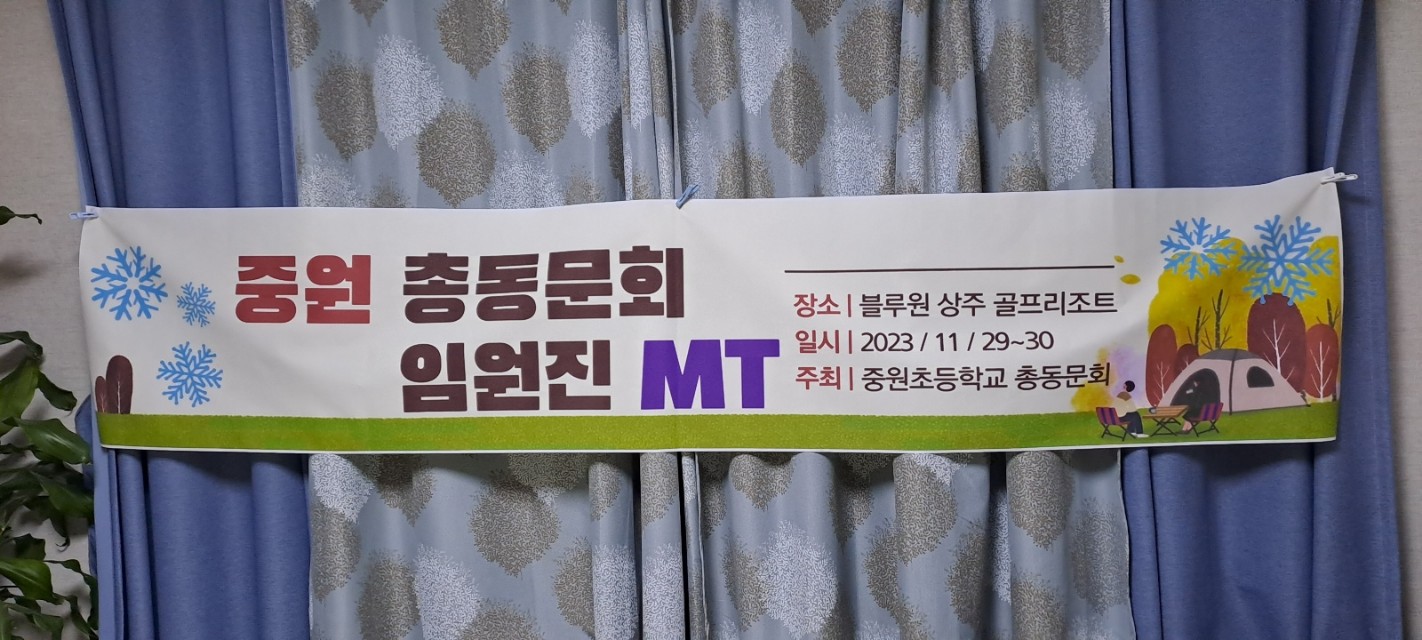 중원 총동문회
임원진 MT
장소 | 블루원 상주 골프리조트
일시 | 2023 / 11 / 29~30
주최 | 중원초등학교 총동문회